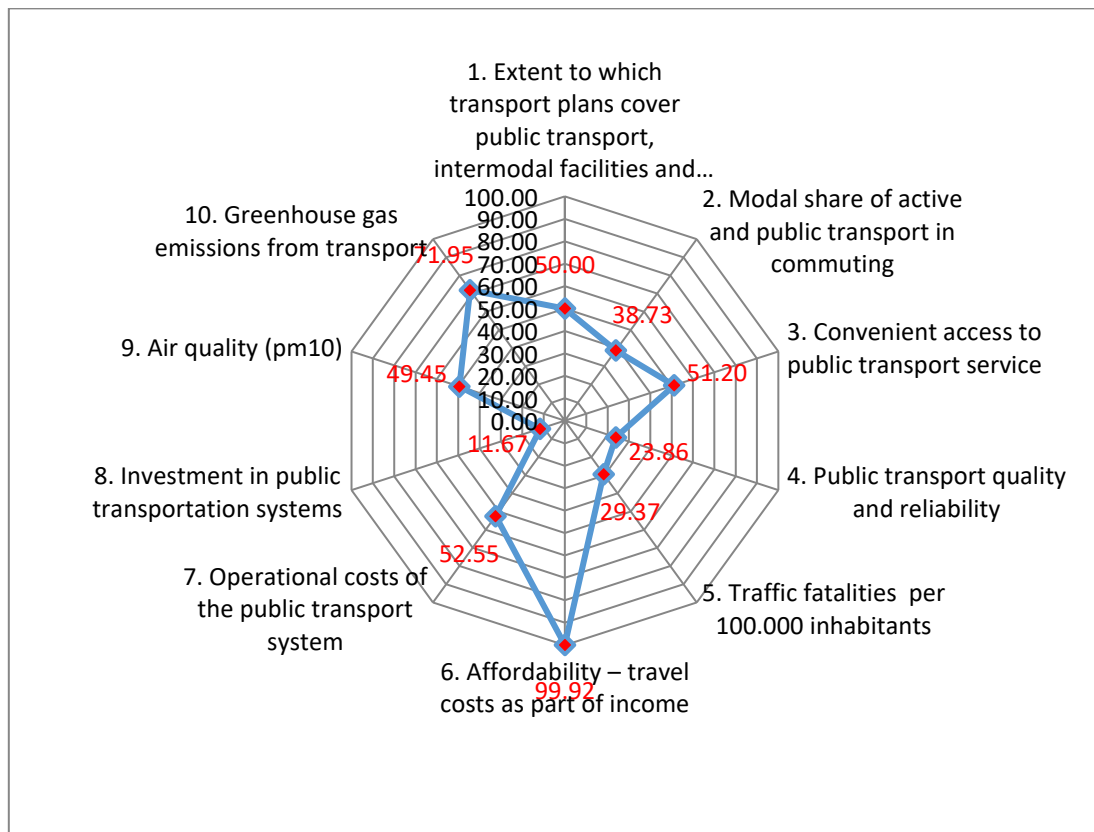 1. Extent to which
transport plans cover
public transport,
intermodal facilities and…
2. Modal share of active
and public transport in
commuting
3. Convenient access to
public transport service
4. Public transport quality
and reliability
5. Traffic fatalities  per
100.000 inhabitants
6. Affordability – travel
costs as part of income
7. Operational costs of
the public transport
system
8. Investment in public
transportation systems
9. Air quality (pm10)
10. Greenhouse gas
emissions from transport
100.00
90.00
80.00
70.00
60.00
50.00
40.00
30.00
20.00
10.00
0.00
50.00
38.73
51.20
23.86
29.37
99.92
52.55
11.67
49.45
71.95